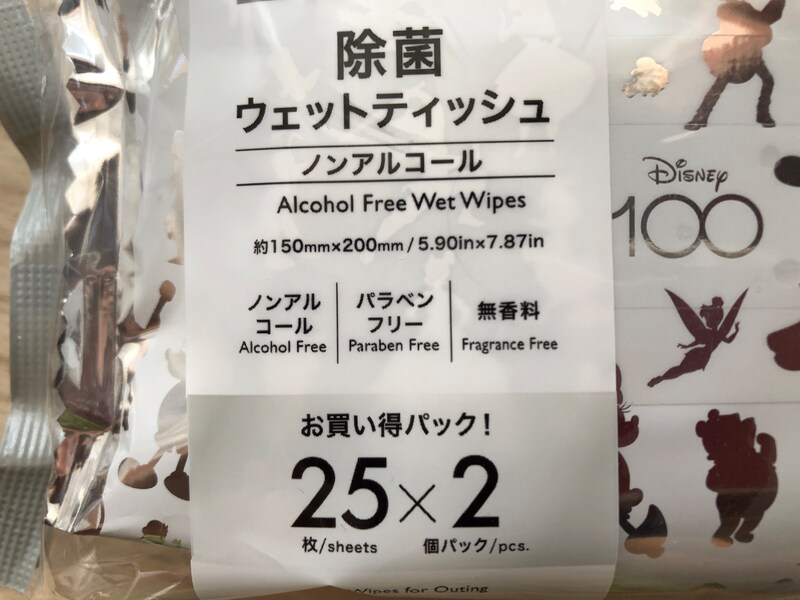 除菌
ウェットティッシュ
ノンアルコール
Alcohol Free Wet Wipes
約150mm×200mm / 5.90in×7.87in
ノンアル
コール
Alcohol Free
パラベン
フリー
Paraben Free
無香料
Fragrance Free
お買い得パック!
25×2
枚/sheets 個パック/pcs.
Wipes for Outing
Disney
100